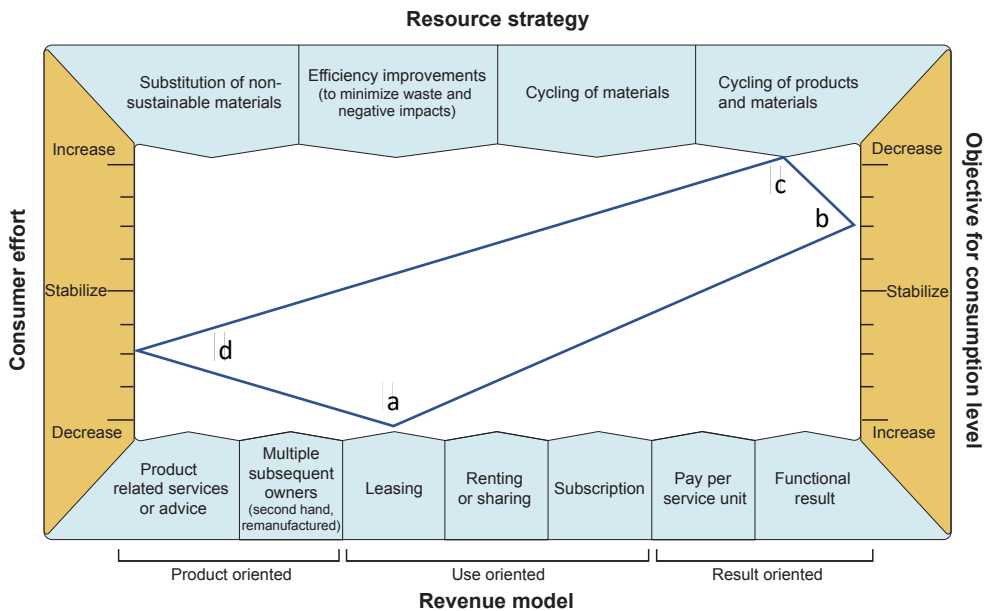 Resource strategy
Substitution of non-
sustainable materials
Efficiency improvements
(to minimize waste and
negative impacts)
Cycling of materials
Cycling of products
and materials
Increase
Stabilize
Decrease
Consumer effort
Decrease
Stabilize
Increase
Objective for consumption level
c
b
d
a
Product
related services
or advice
Multiple
subsequent
owners
(second hand,
remanufactured)
Leasing
Renting
or sharing
Subscription
Pay per
service unit
Functional
result
Product oriented
Use oriented
Result oriented
Revenue model